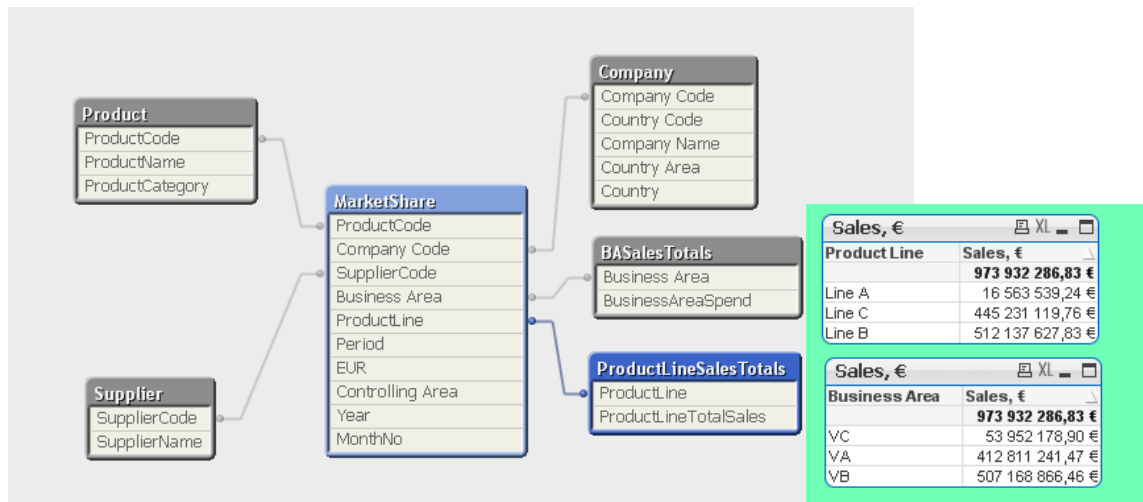 Product
ProductCode
ProductName
ProductCategory
Supplier
SupplierCode
SupplierName
MarketShare
ProductCode
Company Code
SupplierCode
Business Area
ProductLine
Period
EUR
Controlling Area
Year
MonthNo
Company
Company Code
Country Code
Company Name
Country Area
Country
BASalesTotals
Business Area
BusinessAreaSpend
ProductLineSalesTotals
ProductLine
ProductLineTotalSales
Sales, € XL
Product Line Sales, €
973 932 286,83 €
Line A 16 563 539,24 €
Line C 445 231 119,76 €
Line B 512 137 627,83 €
Sales, € XL
Business Area Sales, €
973 932 286,83 €
VC 53 952 178,90 €
VA 412 811 241,47 €
VB 507 168 866,46 €